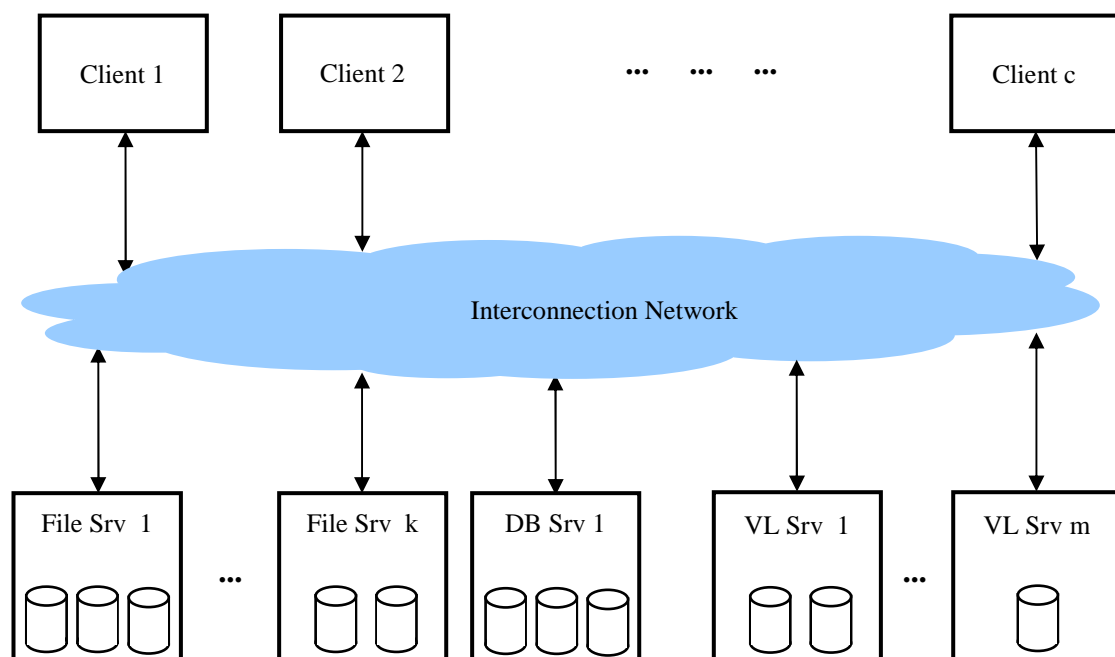 Client 1
Client 2
... ... ...
Client c
Interconnection Network
File Srv 1
...
File Srv k
DB Srv 1
VL Srv 1
...
VL Srv m